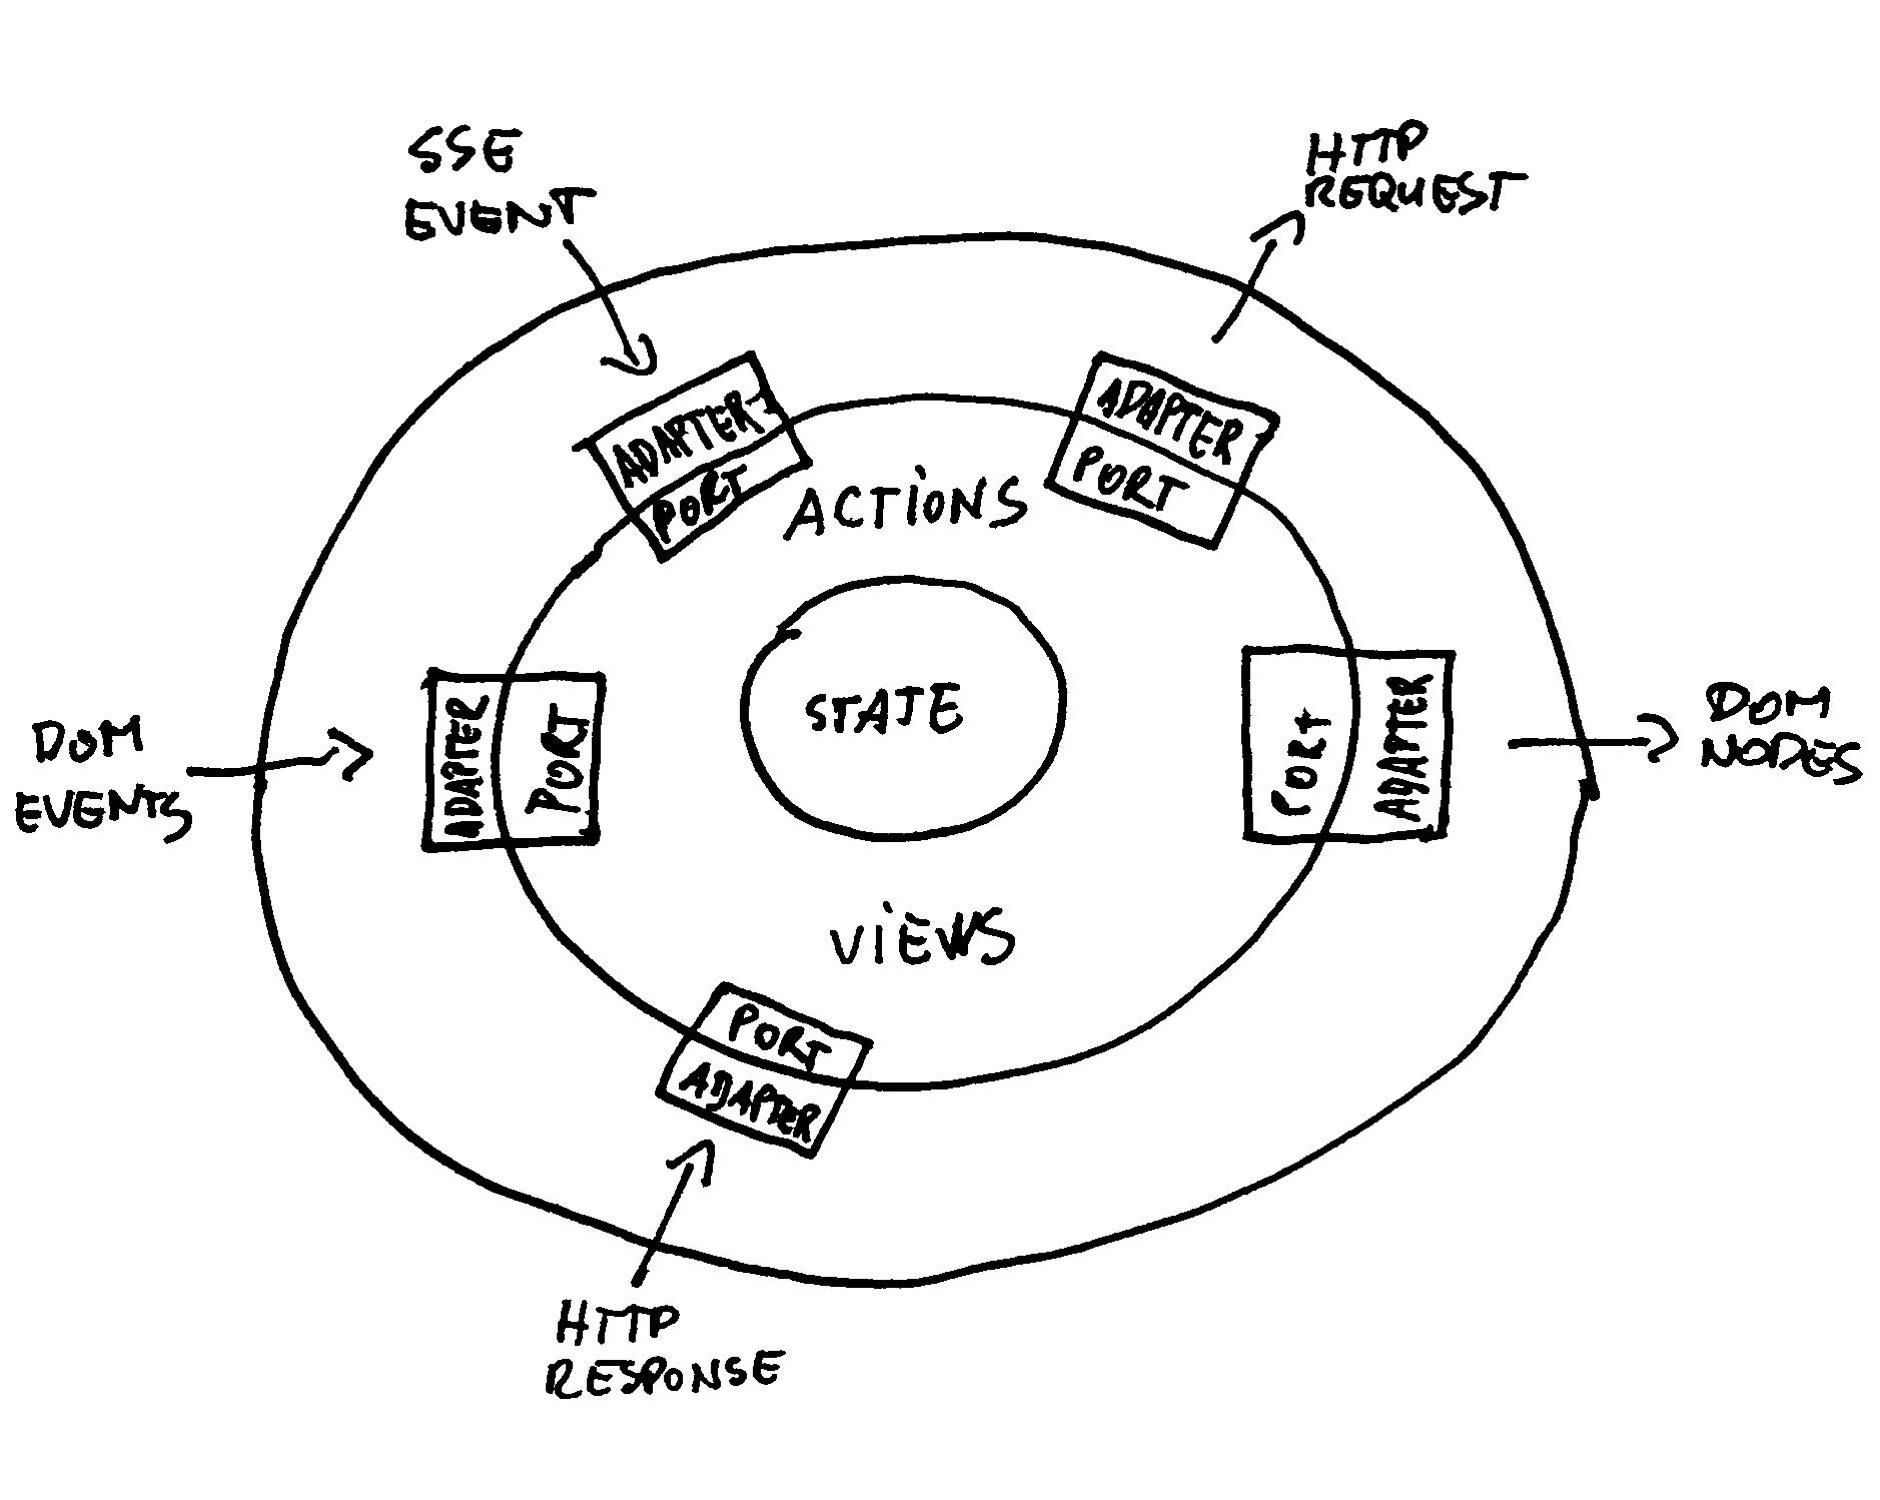 SSE
EVENT
HTTP
REQUEST
ADAPTER
PORT
ADAPTER
PORT
ACTiONS
DOM
EVENTS
ADAPTER
PORT
STATE
PORT
ADAPTER
DOM
NODES
ViEWS
PORT
ADAPTER
HTTP
RESPONSE